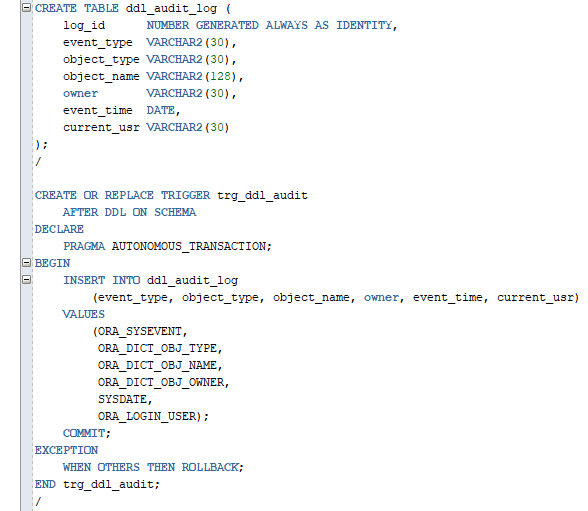 CREATE TABLE ddl_audit_log (
    log_id      NUMBER GENERATED ALWAYS AS IDENTITY,
    event_type  VARCHAR2(30),
    object_type VARCHAR2(30),
    object_name VARCHAR2(128),
    owner       VARCHAR2(30),
    event_time  DATE,
    current_usr VARCHAR2(30)
);
/
CREATE OR REPLACE TRIGGER trg_ddl_audit
    AFTER DDL ON SCHEMA
DECLARE
    PRAGMA AUTONOMOUS_TRANSACTION;
BEGIN
    INSERT INTO ddl_audit_log
        (event_type, object_type, object_name, owner, event_time, current_usr)
    VALUES
        (ORA_SYSEVENT,
         ORA_DICT_OBJ_TYPE,
         ORA_DICT_OBJ_NAME,
         ORA_DICT_OBJ_OWNER,
         SYSDATE,
         ORA_LOGIN_USER);
    COMMIT;
EXCEPTION
    WHEN OTHERS THEN ROLLBACK;
END trg_ddl_audit;
/